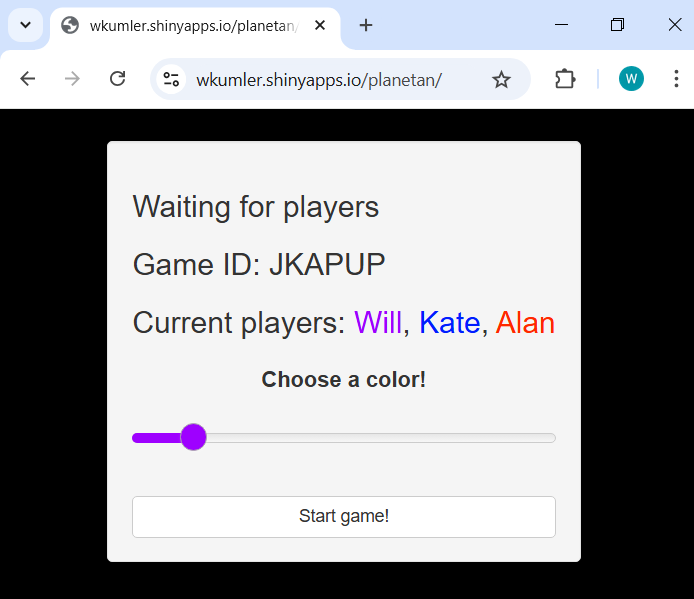 wkumler.shinyapps.io/planetan/
wkumler.shinyapps.io/planetan/
W
Waiting for players
Game ID: JKAPUP
Current players: Will, Kate, Alan
Choose a color!
Start game!